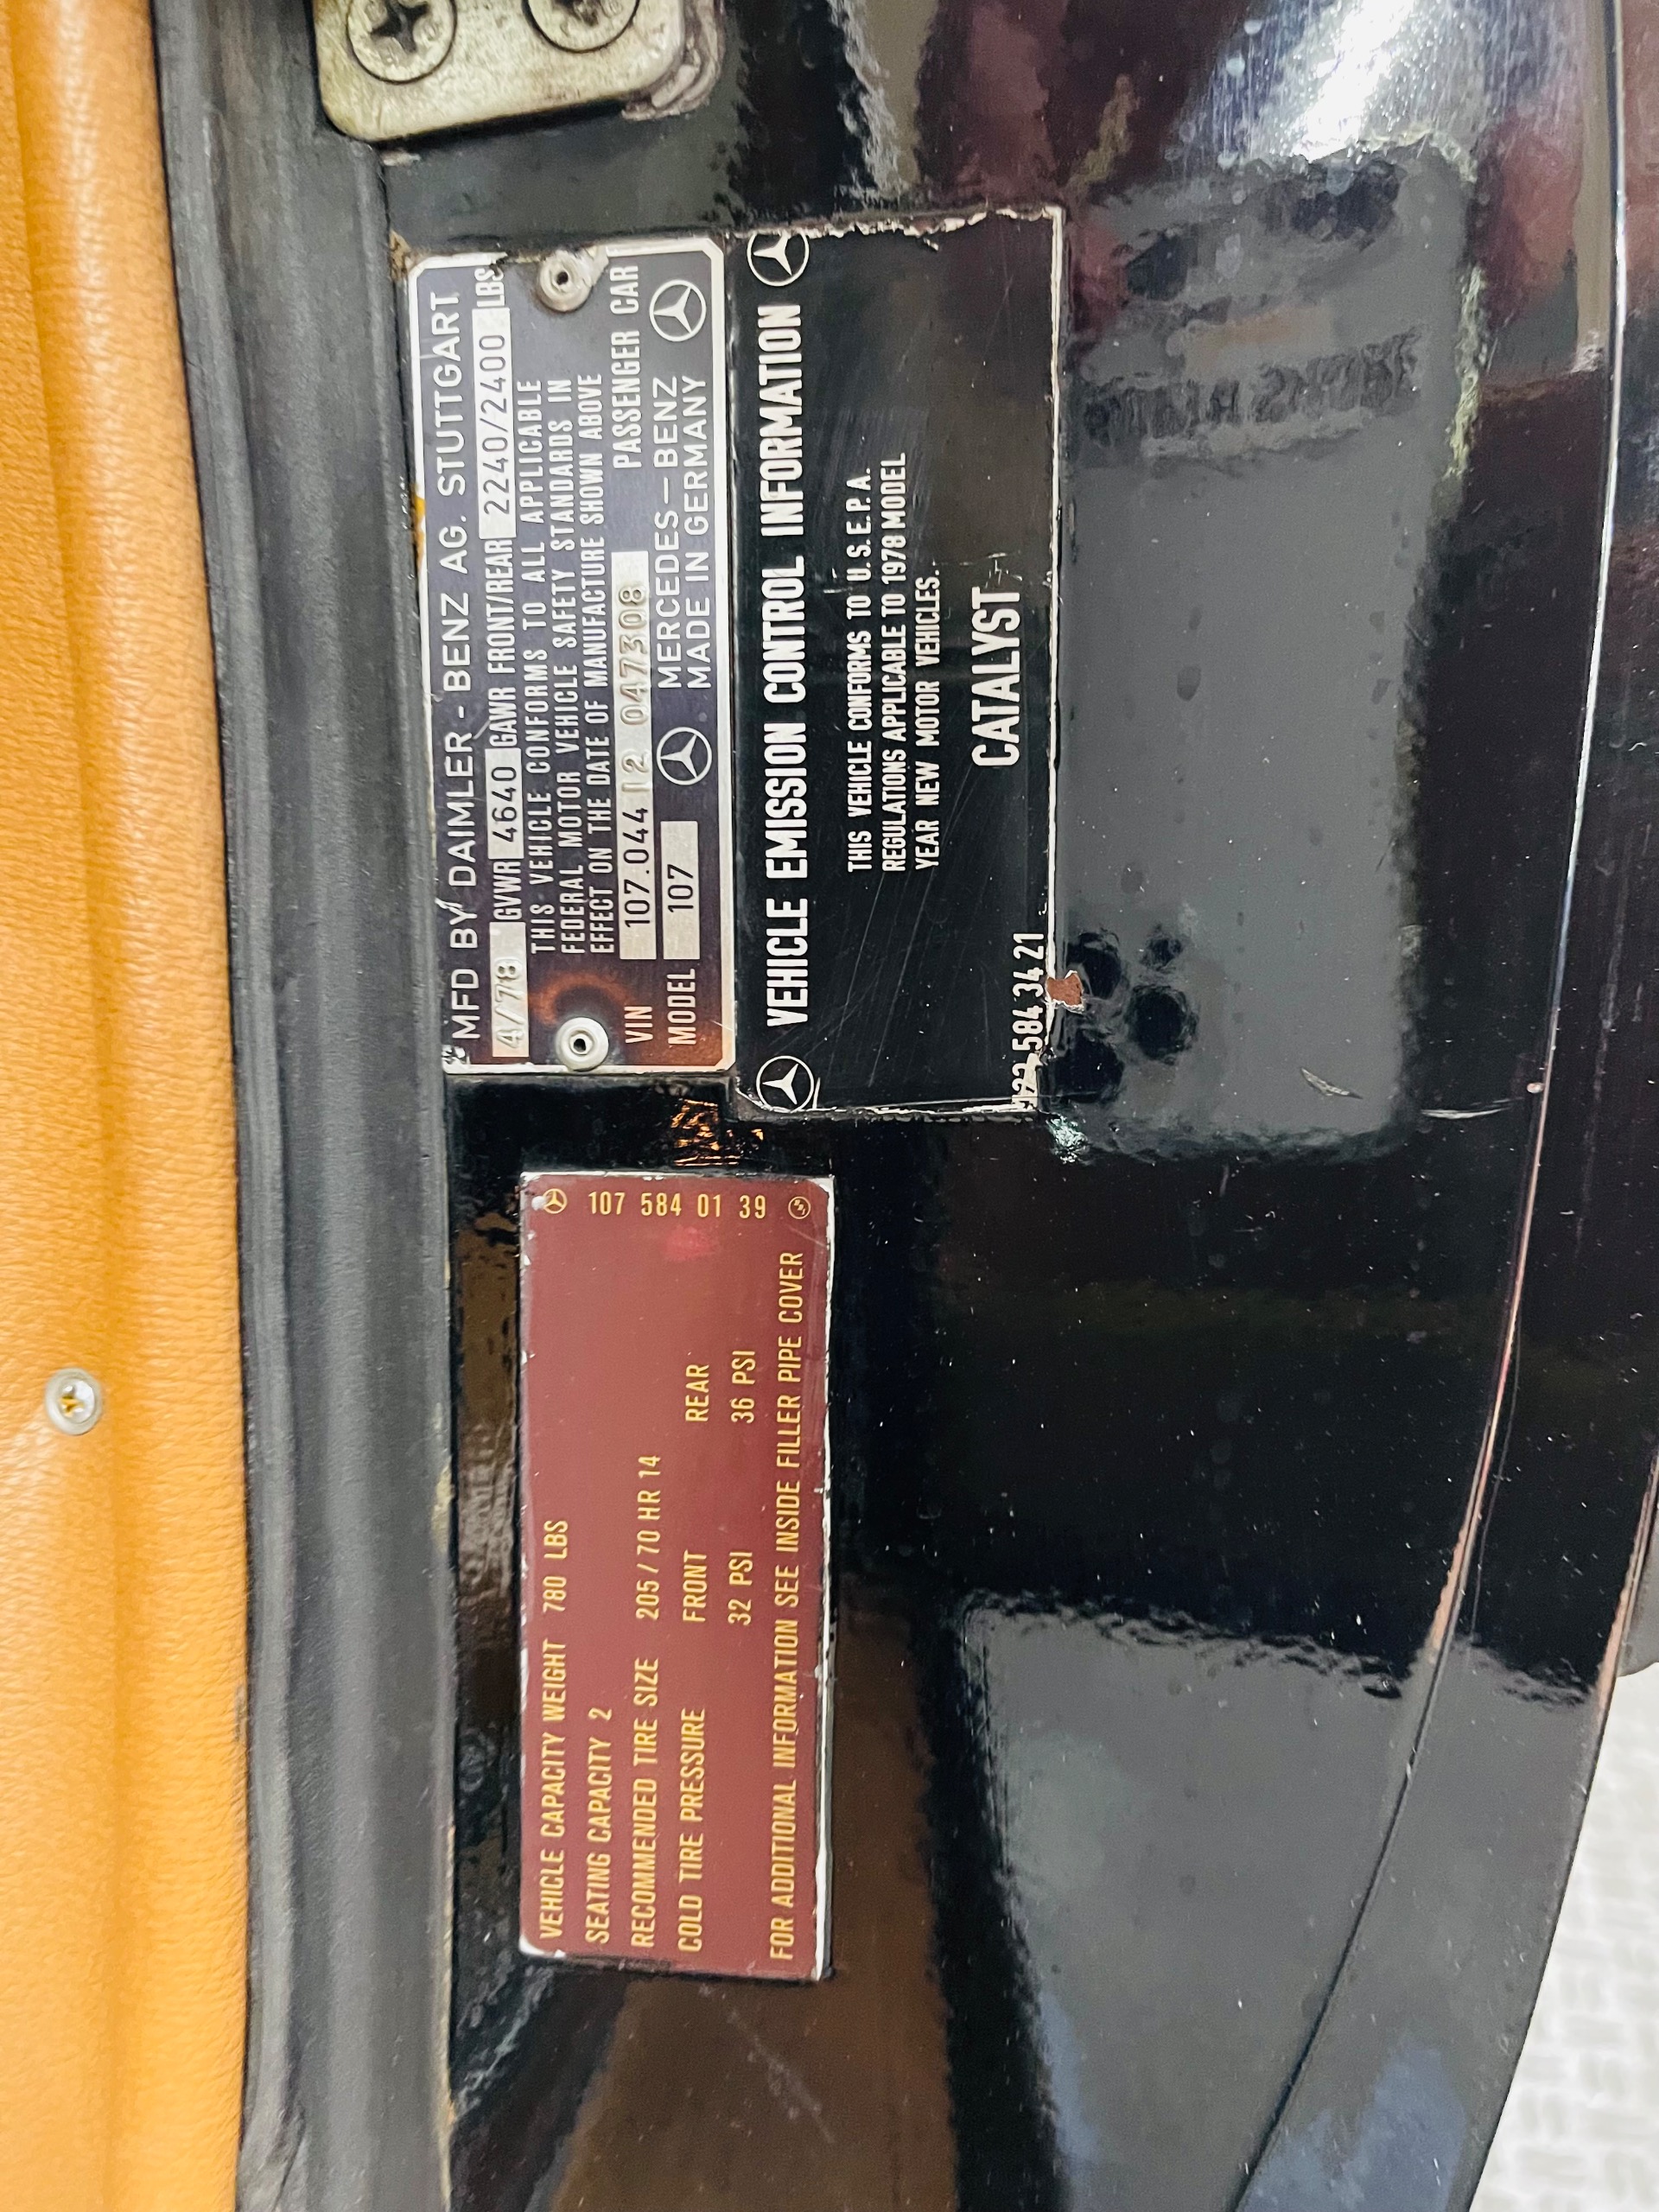 MFD BY DAIMLER-BENZ AG. STUTTGART
4/78 GVWR 4640 GAWR FRONT/REAR 2240/2400 LBS
THIS VEHICLE CONFORMS TO ALL APPLICABLE
FEDERAL MOTOR VEHICLE SAFETY STANDARDS IN
EFFECT ON THE DATE OF MANUFACTURE SHOWN ABOVE
VIN 107.044 12 047308 PASSENGER CAR
MODEL 107 MERCEDES-BENZ
MADE IN GERMANY
VEHICLE EMISSION CONTROL INFORMATION
THIS VEHICLE CONFORMS TO U.S.E.P.A.
REGULATIONS APPLICABLE TO 1978 MODEL
YEAR NEW MOTOR VEHICLES.
CATALYST
584 34 21
107 584 01 39
VEHICLE CAPACITY WEIGHT 780 LBS
SEATING CAPACITY 2
RECOMMENDED TIRE SIZE 205/70 HR 14
COLD TIRE PRESSURE FRONT REAR
32 PSI 36 PSI
FOR ADDITIONAL INFORMATION SEE INSIDE FILLER PIPE COVER